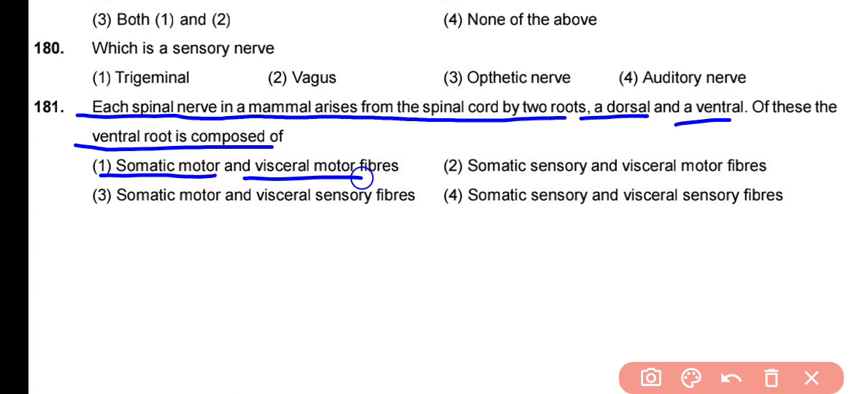 (3) Both (1) and (2) (4) None of the above
180. Which is a sensory nerve
(1) Trigeminal (2) Vagus (3) Opthetic nerve (4) Auditory nerve
181. Each spinal nerve in a mammal arises from the spinal cord by two roots, a dorsal and a ventral. Of these the
ventral root is composed of
(1) Somatic motor and visceral motor fibres (2) Somatic sensory and visceral motor fibres
(3) Somatic motor and visceral sensory fibres (4) Somatic sensory and visceral sensory fibres